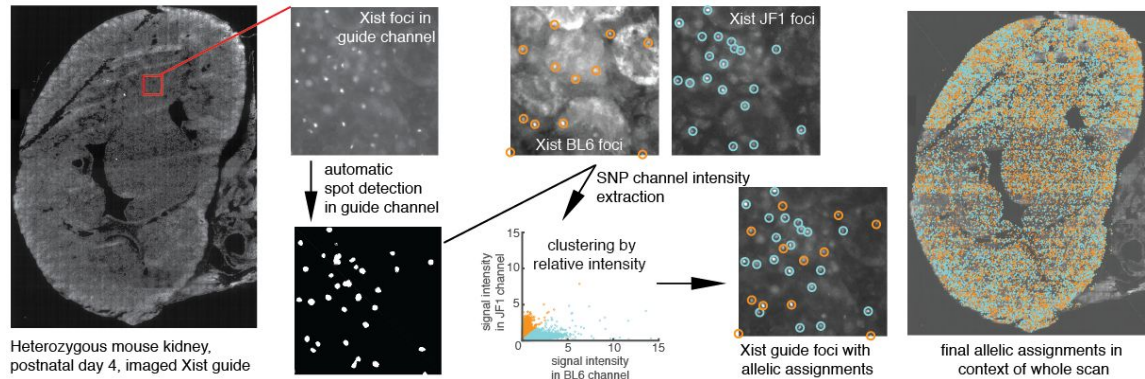 Xist foci in
guide channel
Xist BL6 foci
Xist JF1 foci
automatic
spot detection
in guide channel
SNP channel intensity
extraction
clustering by
relative intensity
signal intensity
in JF1 channel
15
10
5
0
5
10
15
signal intensity
in BL6 channel
Heterozygous mouse kidney,
postnatal day 4, imaged Xist guide
Xist guide foci with
allelic assignments
final allelic assignments in
context of whole scan